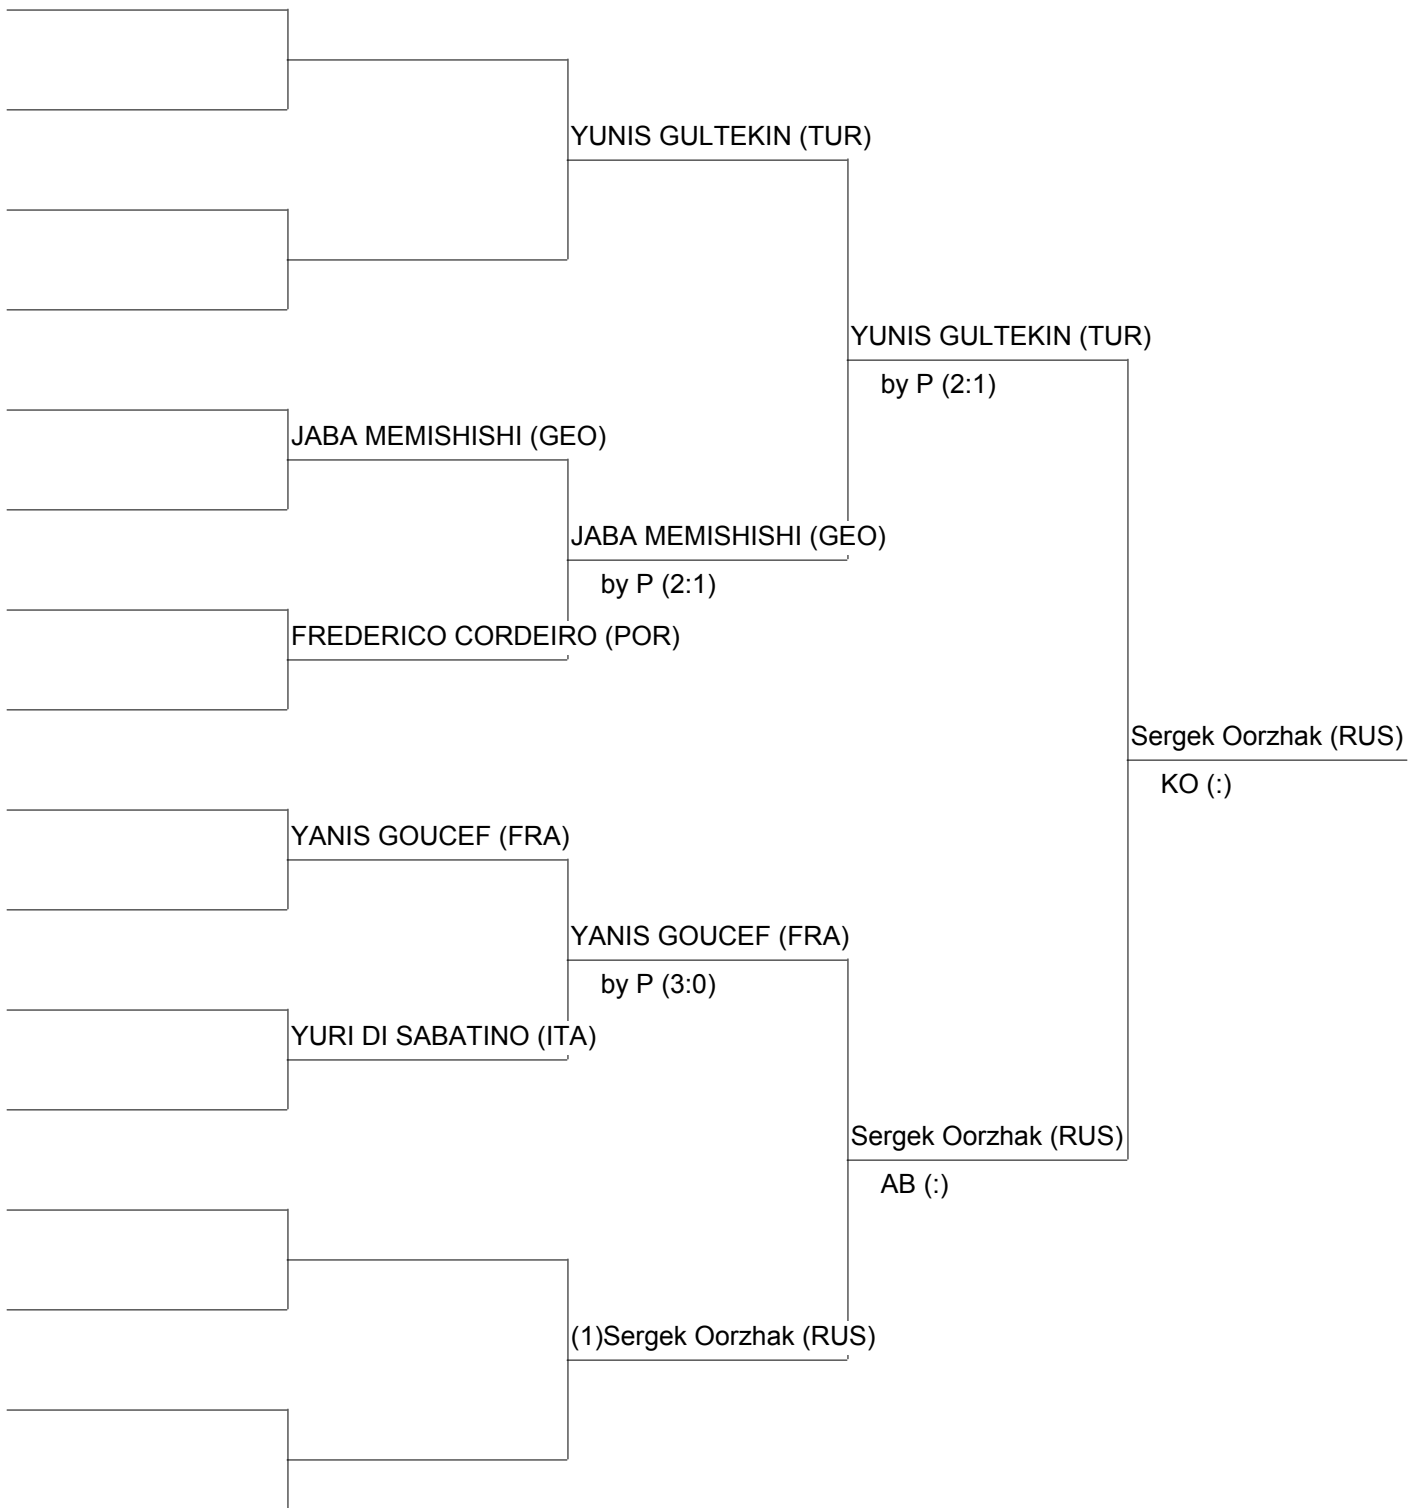 YUNIS GULTEKIN (TUR)
YUNIS GULTEKIN (TUR)
by P (2:1)
JABA MEMISHISHI (GEO)
JABA MEMISHISHI (GEO)
by P (2:1)
FREDERICO CORDEIRO (POR)
Sergek Oorzhak (RUS)
KO (:)
YANIS GOUCEF (FRA)
YANIS GOUCEF (FRA)
by P (3:0)
YURI DI SABATINO (ITA)
Sergek Oorzhak (RUS)
AB (:)
(1)Sergek Oorzhak (RUS)